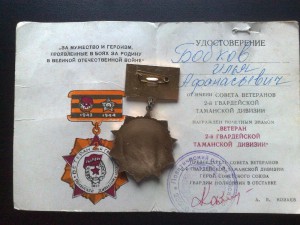 „ЗА МУЖЕСТВО И ГЕРОИЗМ,
ПРОЯВЛЕННЫЕ В БОЯХ ЗА РОДИНУ
В ВЕЛИКОЙ ОТЕЧЕСТВЕННОЙ ВОЙНЕ"
УДОСТОВЕРЕНИЕ
Бобков
Илья
Афанасьевич
ОТ ИМЕНИ СОВЕТА ВЕТЕРАНОВ
2-й ГВАРДЕЙСКОЙ
ТАМАНСКОЙ ДИВИЗИИ
НАГРАЖДЕН ПОЧЕТНЫМ ЗНАКОМ
"ВЕТЕРАН
2-й ГВАРДЕЙСКОЙ
ТАМАНСКОЙ ДИВИЗИИ"
ПРЕДСЕДАТЕЛЬ СОВЕТА ВЕТЕРАНОВ
2-й ГВАРДЕЙСКОЙ ТАМАНСКОЙ ДИВИЗИИ
ГЕРОЙ СОВЕТСКОГО СОЮЗА
ГВАРДИИ ПОЛКОВНИК В ОТСТАВКЕ